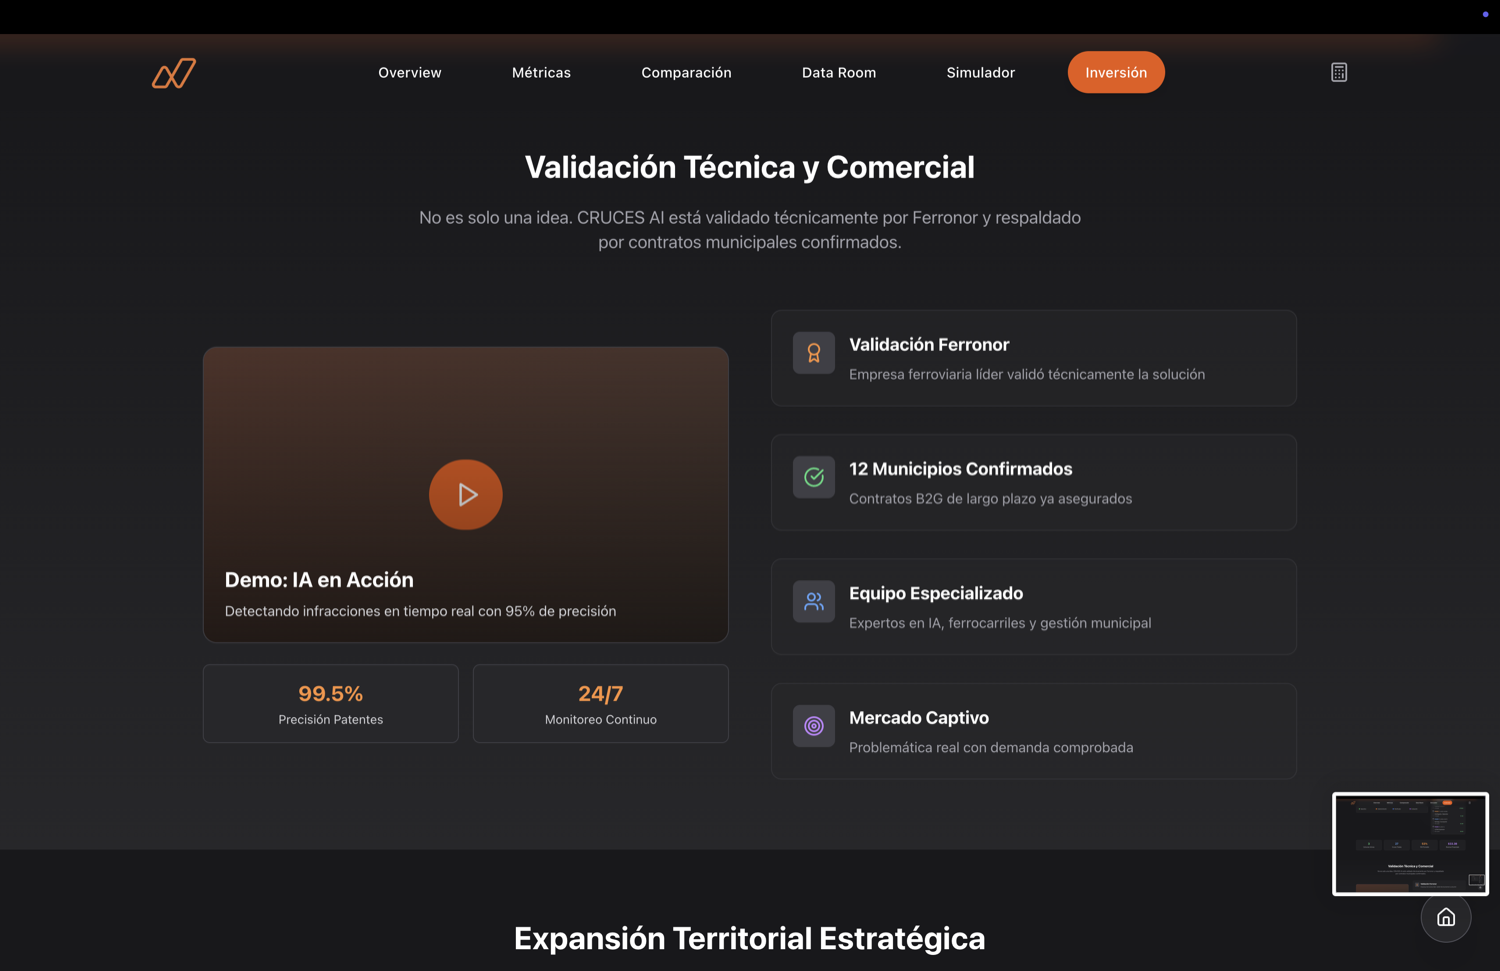 Overview
Métricas
Comparación
Data Room
Simulador
Inversión
Validación Técnica y Comercial
No es solo una idea. CRUCES AI está validado técnicamente por Ferronor y respaldado
por contratos municipales confirmados.
Demo: IA en Acción
Detectando infracciones en tiempo real con 95% de precisión
99.5%
Precisión Patentes
24/7
Monitoreo Continuo
Validación Ferronor
Empresa ferroviaria líder validó técnicamente la solución
12 Municipios Confirmados
Contratos B2G de largo plazo ya asegurados
Equipo Especializado
Expertos en IA, ferrocarriles y gestión municipal
Mercado Captivo
Problemática real con demanda comprobada
Validación Técnica y Comercial
Expansión Territorial Estratégica